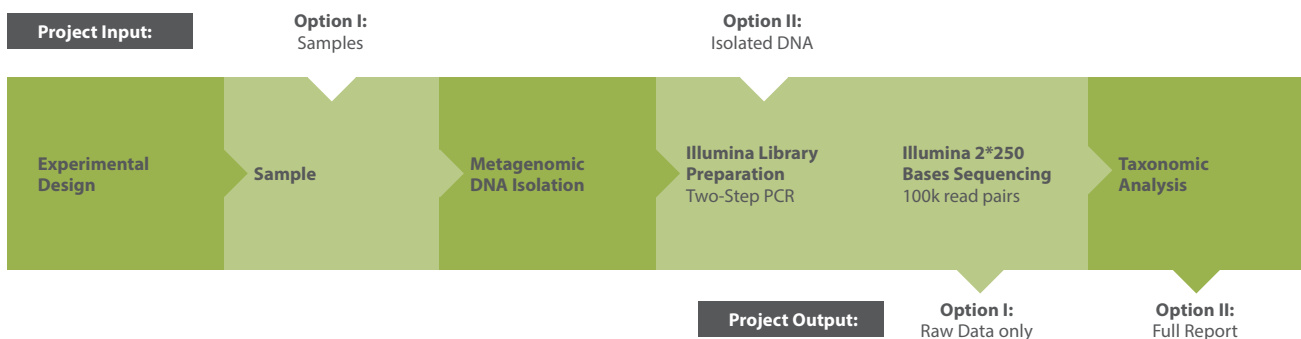 Project Input:
Option I:
Samples
Option II:
Isolated DNA
Experimental
Design
Sample
Metagenomic
DNA Isolation
Illumina Library
Preparation
Two-Step PCR
Illumina 2*250
Bases Sequencing
100k read pairs
Taxonomic
Analysis
Project Output:
Option I:
Raw Data only
Option II:
Full Report